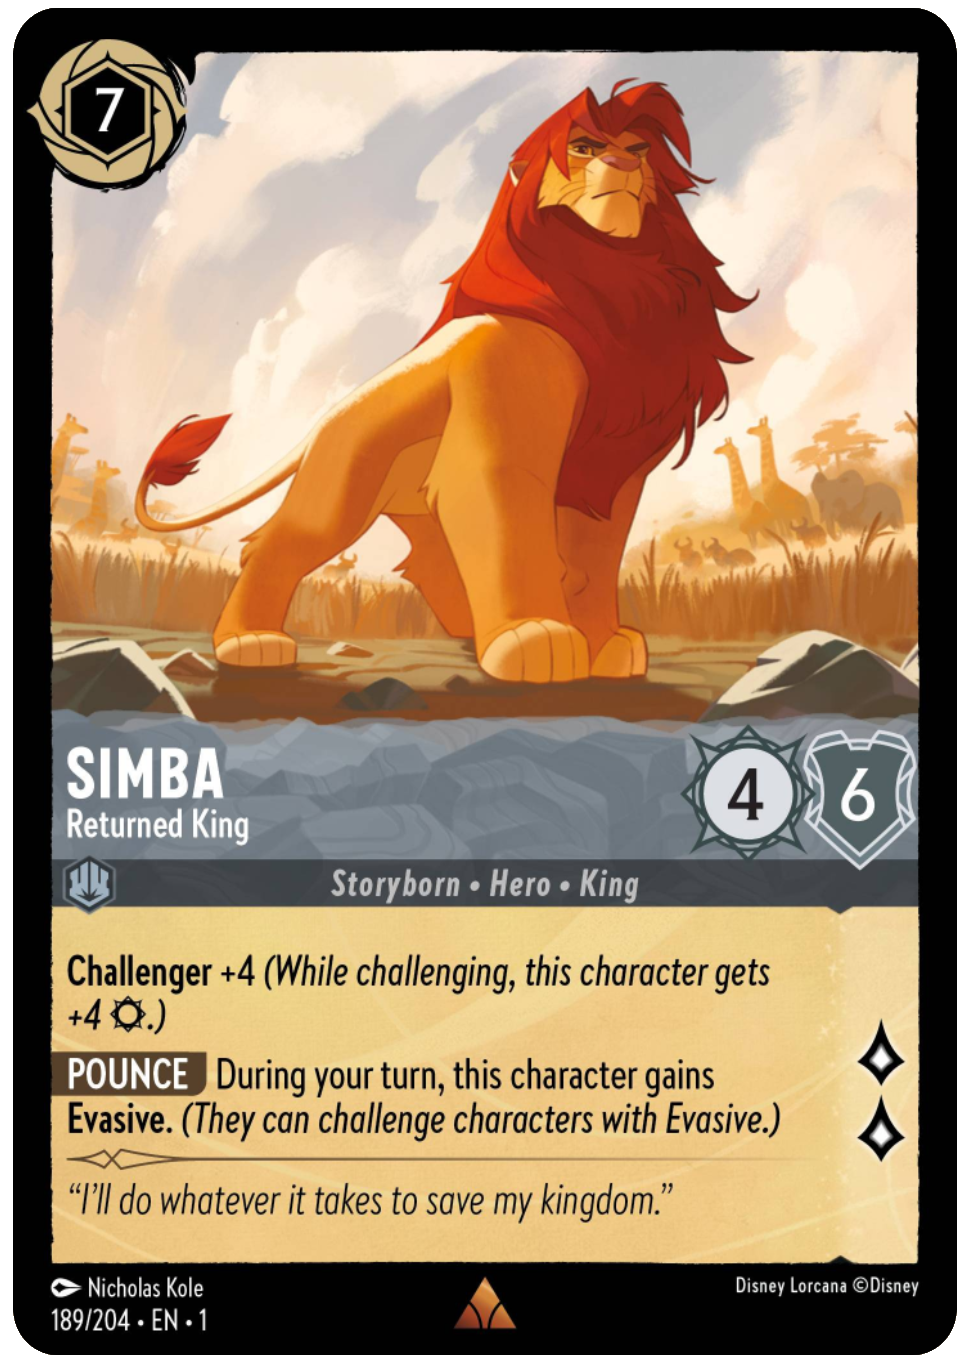 7
SIMBA
Returned King
4
6
Storyborn • Hero • King
Challenger +4 (While challenging, this character gets
+4 .)
POUNCE During your turn, this character gains
Evasive. (They can challenge characters with Evasive.)
“I’ll do whatever it takes to save my kingdom.”
Nicholas Kole
Disney Lorcana ©Disney
189/204 • EN • 1